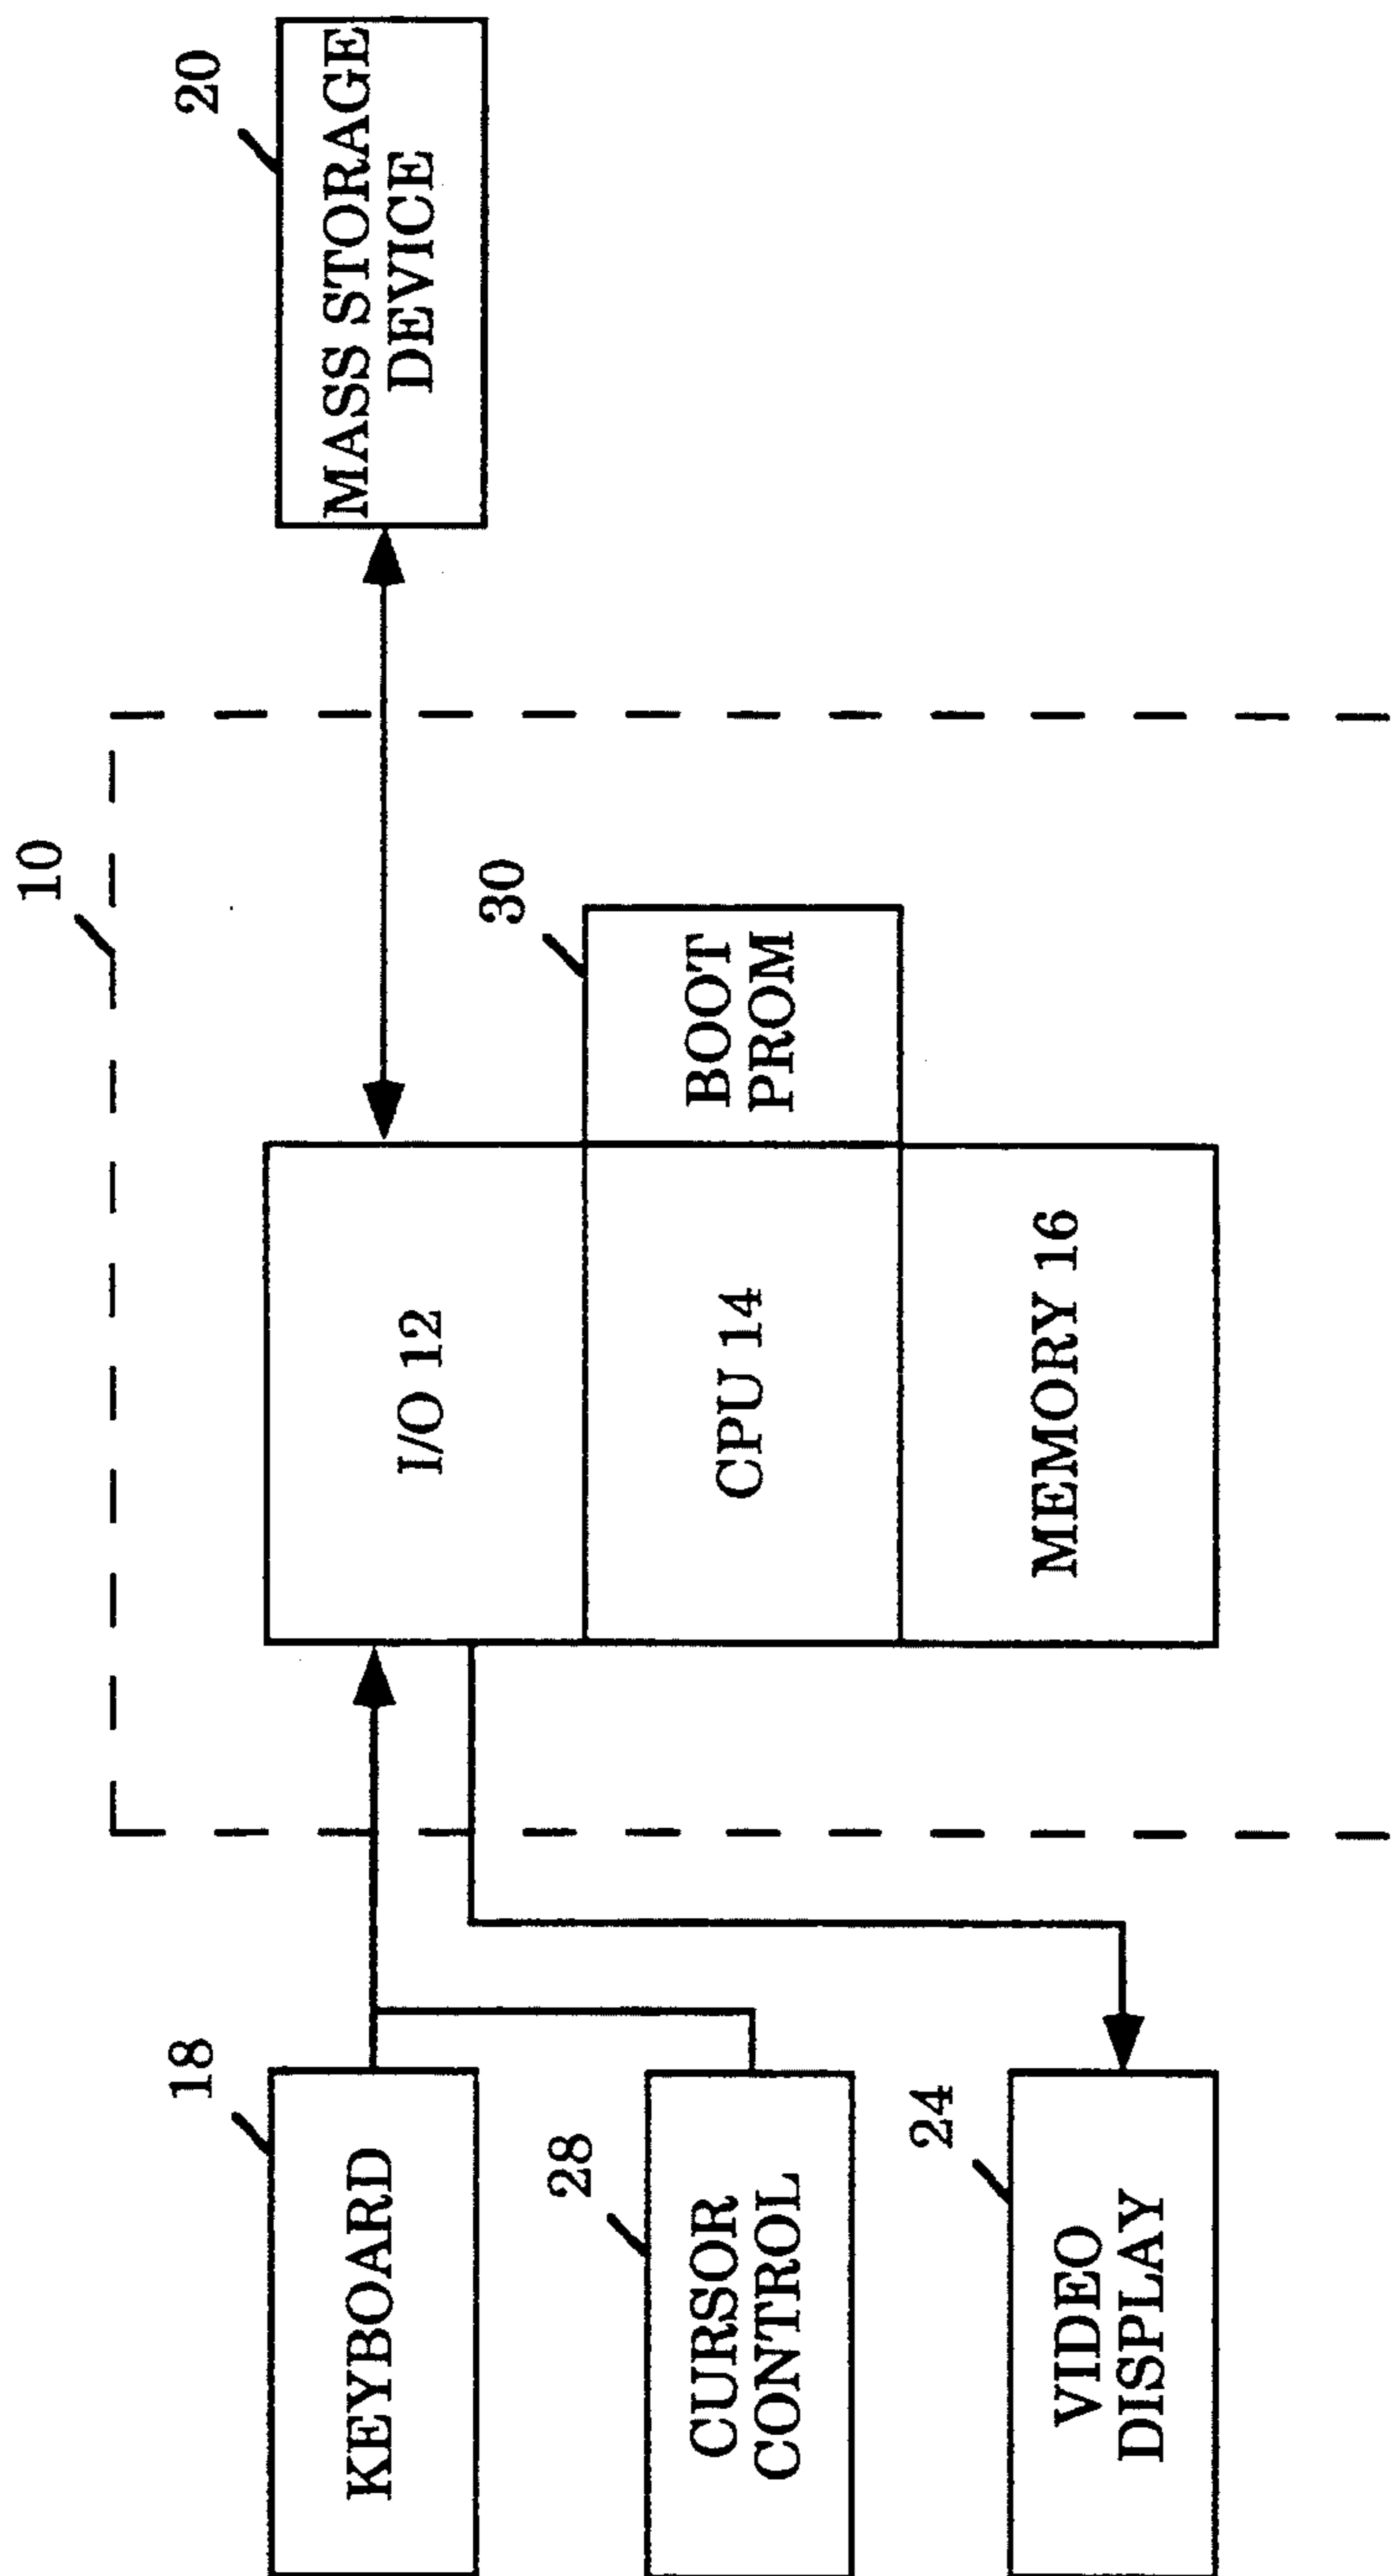 10
18
KEYBOARD
I/O 12
20
MASS STORAGE
DEVICE
28
CURSOR
CONTROL
CPU 14
30
BOOT
PROM
24
VIDEO
DISPLAY
MEMORY 16